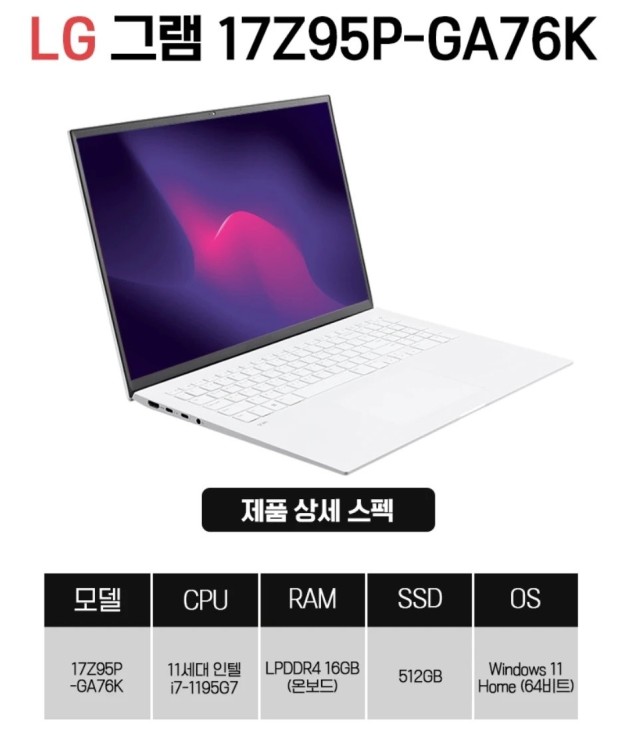 LG 그램 17Z95P-GA76K
제품 상세 스펙
모델 CPU RAM SSD OS
17Z95P
-GA76K
11세대 인텔
i7-1195G7
LPDDR4 16GB
(온보드)
512GB
Windows 11
Home (64비트)